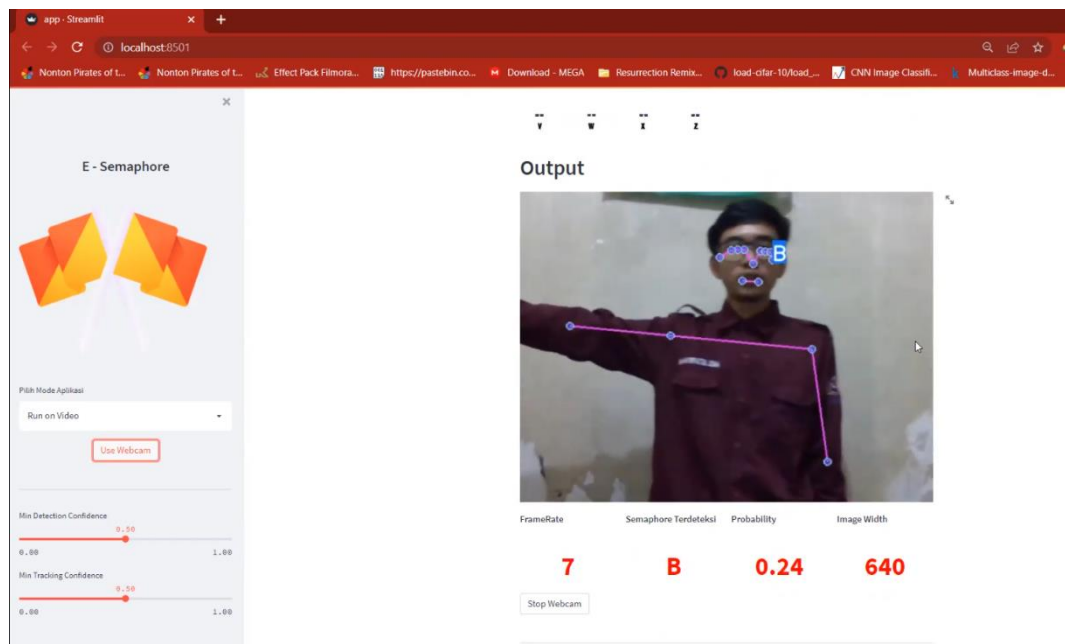 app · Streamlit
localhost:8501
Nonton Pirates of t...
Nonton Pirates of t...
Effect Pack Filmora...
https://pastebin.co...
Download - MEGA
Resurrection Remix...
load-cifar-10/load_...
CNN Image Classifi...
Multiclass-image-d...
E - Semaphore
Pilih Mode Aplikasi
Run on Video
Use Webcam
Min Detection Confidence
0.50
0.00 1.00
Min Tracking Confidence
0.50
0.00 1.00
-- -- -- --
V W X Z
Output
B
FrameRate Semaphore Terdeteksi Probability Image Width
7 B 0.24 640
Stop Webcam